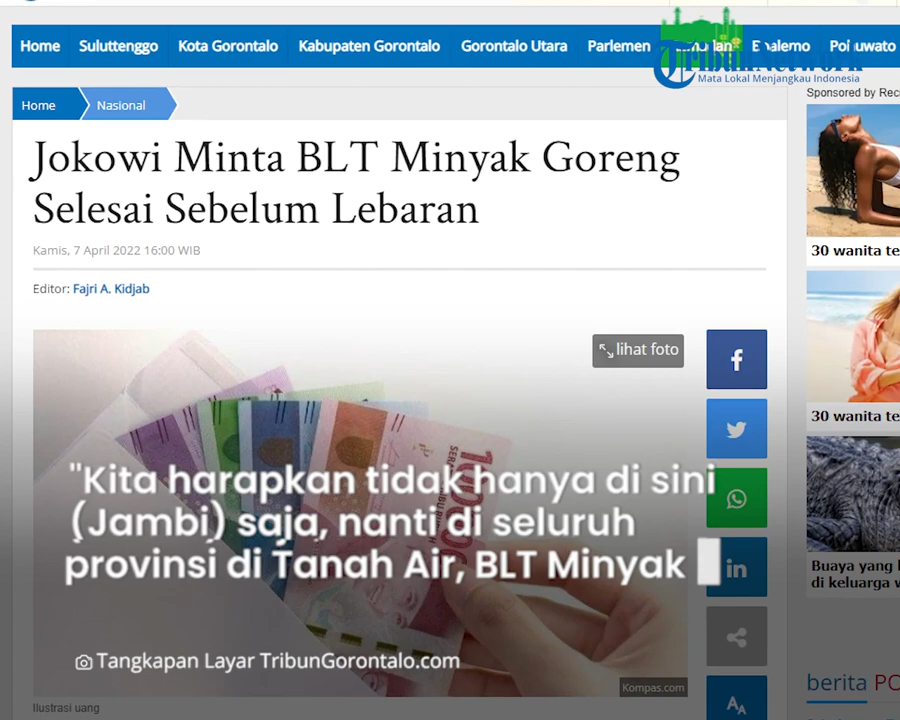 Home Suluttenggo Kota Gorontalo Kabupaten Gorontalo Gorontalo Utara Parlemen
TribunNetwork
Mata Lokal Menjangkau Indonesia
Home Nasional
Sponsored by
Jokowi Minta BLT Minyak Goreng
Selesai Sebelum Lebaran
Kamis, 7 April 2022 16:00 WIB
Editor: Fajri A. Kidjab
lihat foto
"Kita harapkan tidak hanya di sini
(Jambi) saja, nanti di seluruh
provinsi di Tanah Air, BLT Minyak
Tangkapan Layar TribunGorontalo.com
Kompas.com
Ilustrasi uang
30 wanita
30 wanita
Buaya yang
di keluarga
berita